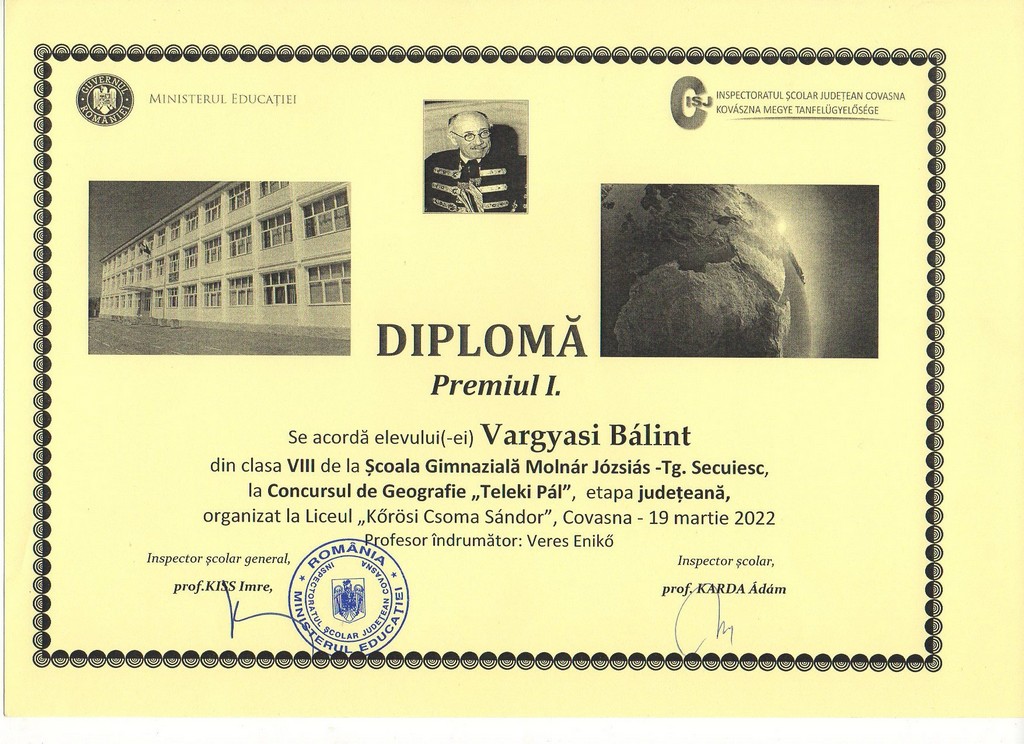 GUVERNUL ROMÂNIEI
MINISTERUL EDUCAȚIEI
CISJ
INSPECTORATUL ȘCOLAR JUDEȚEAN COVASNA
KOVÁSZNA MEGYE TANFELÜGYELŐSÉGE
DIPLOMĂ
Premiul I.
Se acordă elevului(-ei) Vargyasi Bálint
din clasa VIII de la Școala Gimnazială Molnár Józsiás -Tg. Secuiesc,
la Concursul de Geografie „Teleki Pál”, etapa județeană,
organizat la Liceul „Kőrösi Csoma Sándor”, Covasna - 19 martie 2022
Profesor îndrumător: Veres Enikő
Inspector școlar general,
prof.KISS Imre,
Inspector școlar,
prof. KARDA Ádám
ROMÂNIA
MINISTERUL EDUCAȚIEI
INSPECTORATUL ȘCOLAR JUDEȚEAN COVASNA